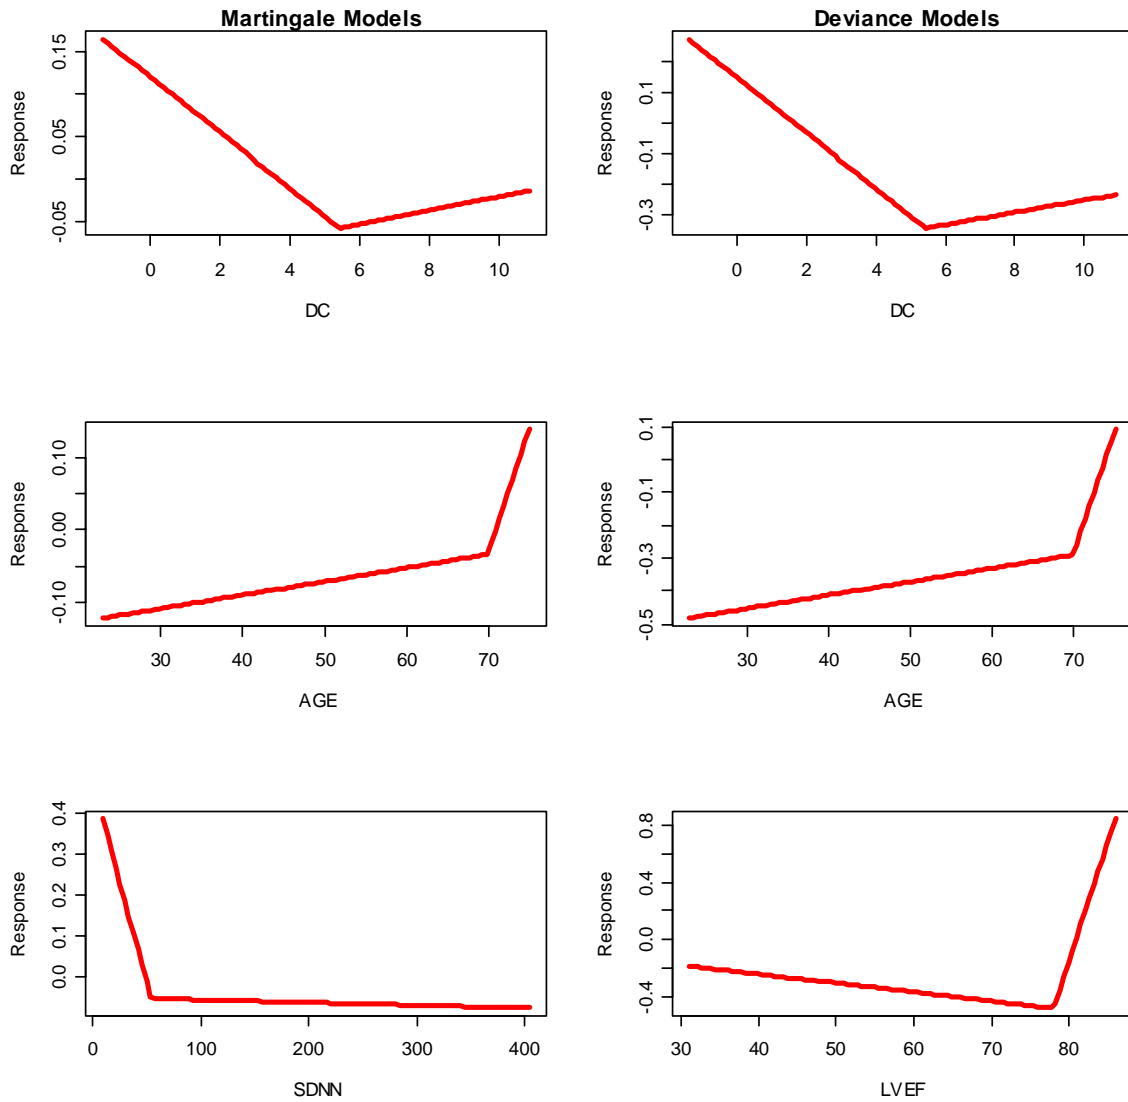 Martingale Models
Deviance Models
Response
-0.05 0.05 0.15
0 2 4 6 8 10
DC
Response
-0.3 -0.1 0.1
0 2 4 6 8 10
DC
Response
-0.10 0.00 0.10
30 40 50 60 70
AGE
Response
-0.5 -0.3 -0.1 0.1
30 40 50 60 70
AGE
Response
0.0 0.1 0.2 0.3 0.4
0 100 200 300 400
SDNN
Response
-0.4 0.0 0.4 0.8
30 40 50 60 70 80
LVEF